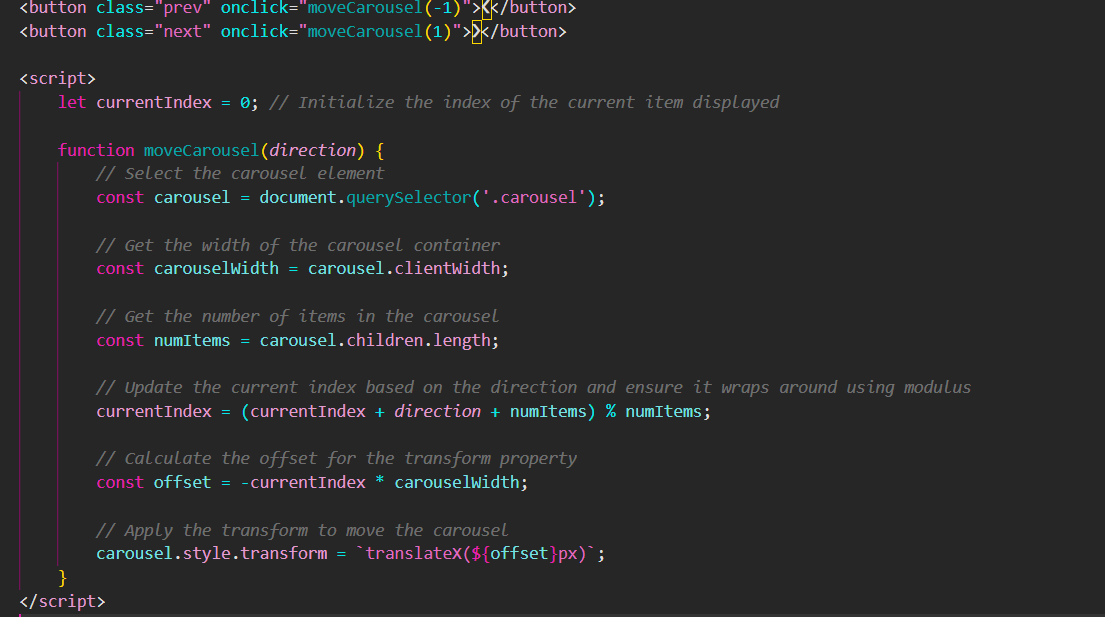 <button class="prev" onclick="moveCarousel(-1)">❮</button>
<button class="next" onclick="moveCarousel(1)">❯</button>
<script>
let currentIndex = 0; // Initialize the index of the current item displayed
function moveCarousel(direction) {
// Select the carousel element
const carousel = document.querySelector('.carousel');
// Get the width of the carousel container
const carouselWidth = carousel.clientWidth;
// Get the number of items in the carousel
const numItems = carousel.children.length;
// Update the current index based on the direction and ensure it wraps around using modulus
currentIndex = (currentIndex + direction + numItems) % numItems;
// Calculate the offset for the transform property
const offset = -currentIndex * carouselWidth;
// Apply the transform to move the carousel
carousel.style.transform = `translateX(${offset}px)`;
}
</script>